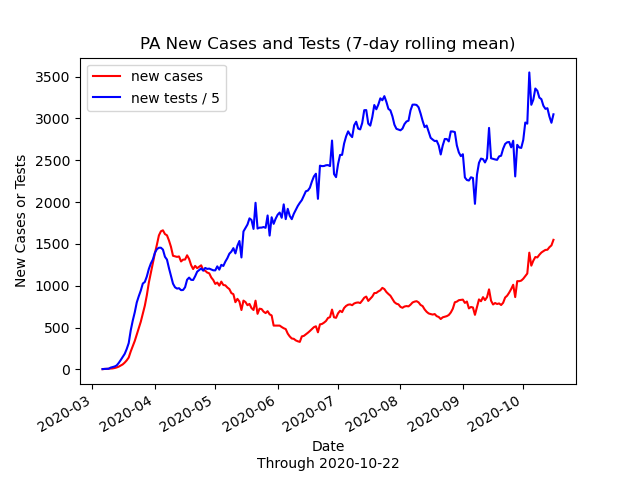 PA New Cases and Tests (7-day rolling mean)
new cases
new tests / 5
3500
3000
2500
2000
1500
1000
500
0
New Cases or Tests
2020-03
2020-04
2020-05
2020-06
2020-07
2020-08
2020-09
2020-10
Date
Through 2020-10-22